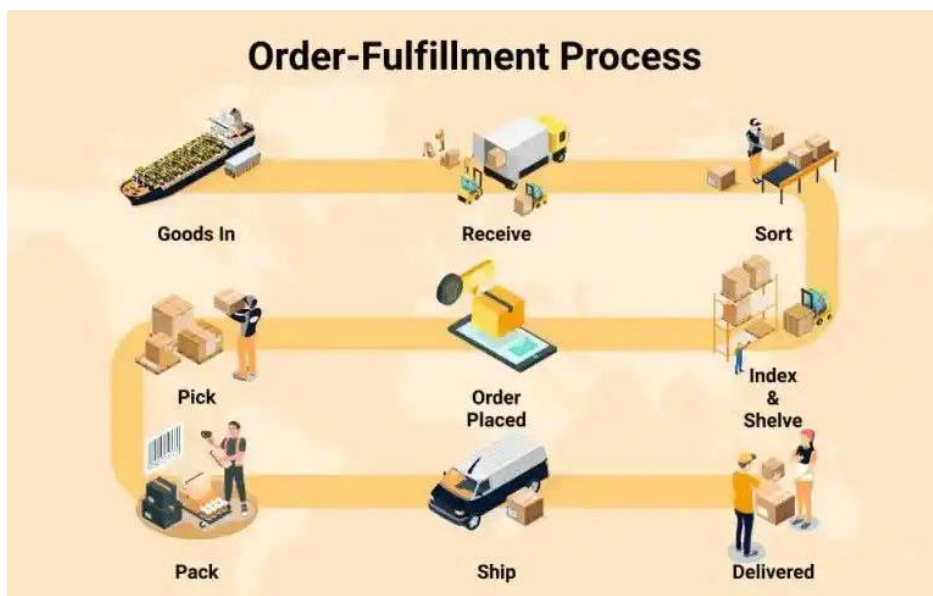 Order-Fulfillment Process
Goods In
Receive
Sort
Pick
Order
Placed
Index
&
Shelve
Pack
Ship
Delivered